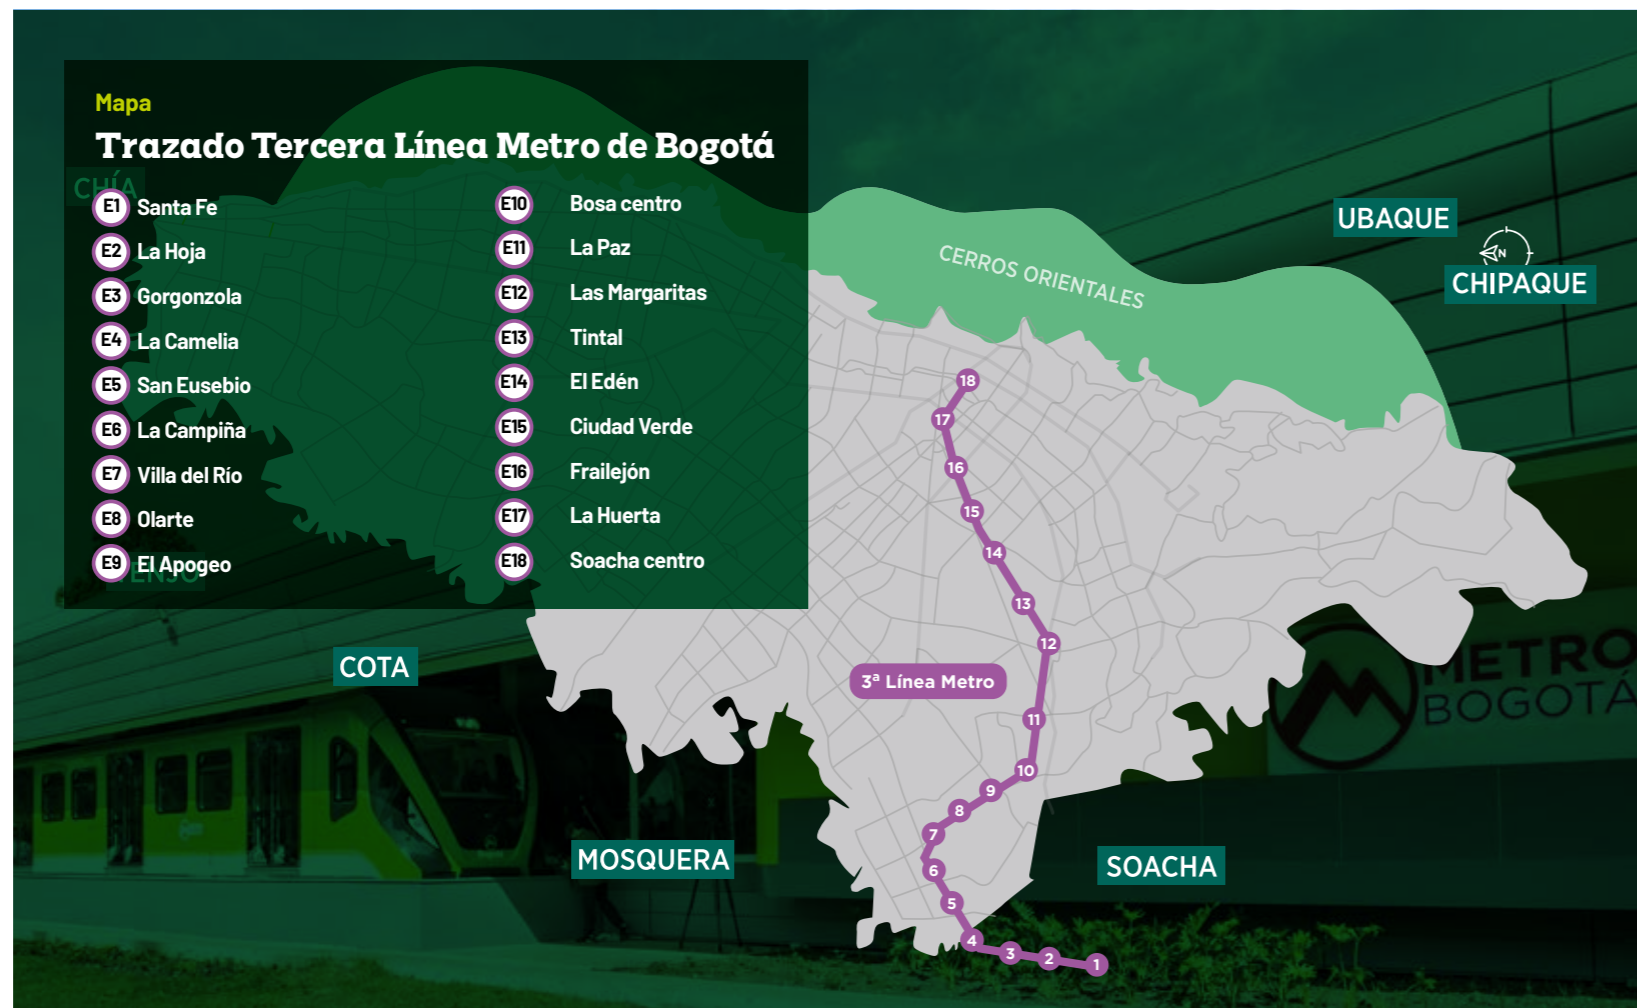 Mapa
Trazado Tercera Línea Metro de Bogotá
CHÍA
E1 Santa Fe
E2 La Hoja
E3 Gorgonzola
E4 La Camelia
E5 San Eusebio
E6 La Campiña
E7 Villa del Río
E8 Olarte
E9 El Apogeo
E10 Bosa centro
E11 La Paz
E12 Las Margaritas
E13 Tintal
E14 El Edén
E15 Ciudad Verde
E16 Frailejón
E17 La Huerta
E18 Soacha centro
TENJO
UBAQUE
N
CHIPAQUE
CERROS ORIENTALES
18
17
16
15
14
13
12
3ª Línea Metro
11
10
9
8
7
6
5
4
3
2
1
COTA
MOSQUERA
SOACHA
METRO
BOGOTÁ